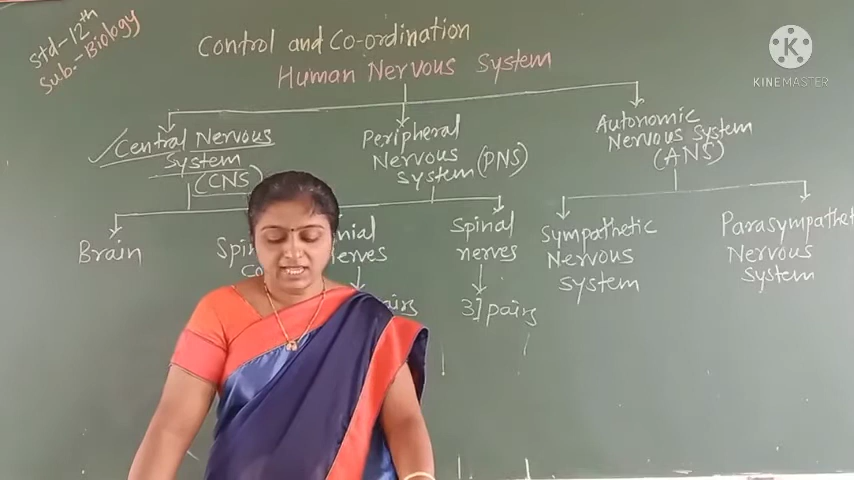 Std-12th
Sub.-Biology
Control and Co-ordination
Human Nervous System
Central Nervous
System
(CNS)
Peripheral
Nervous
System (PNS)
Autonomic
Nervous System
(ANS)
Brain
Spinal
nerves
31 pairs
Sympathetic
Nervous
System
Nervous
System
K
KINEMASTER